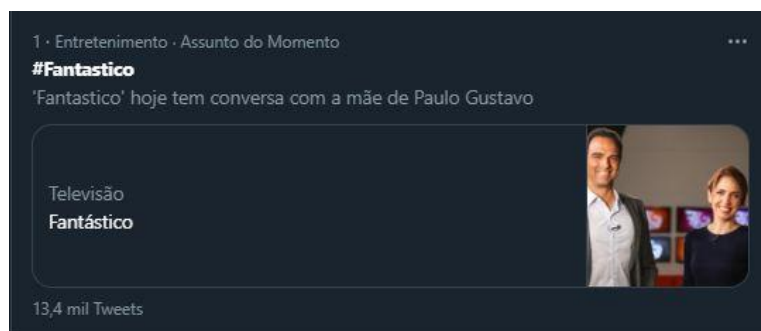 1 · Entretenimento · Assunto do Momento
#Fantastico
'Fantastico' hoje tem conversa com a mãe de Paulo Gustavo
Televisão
Fantástico
13,4 mil Tweets